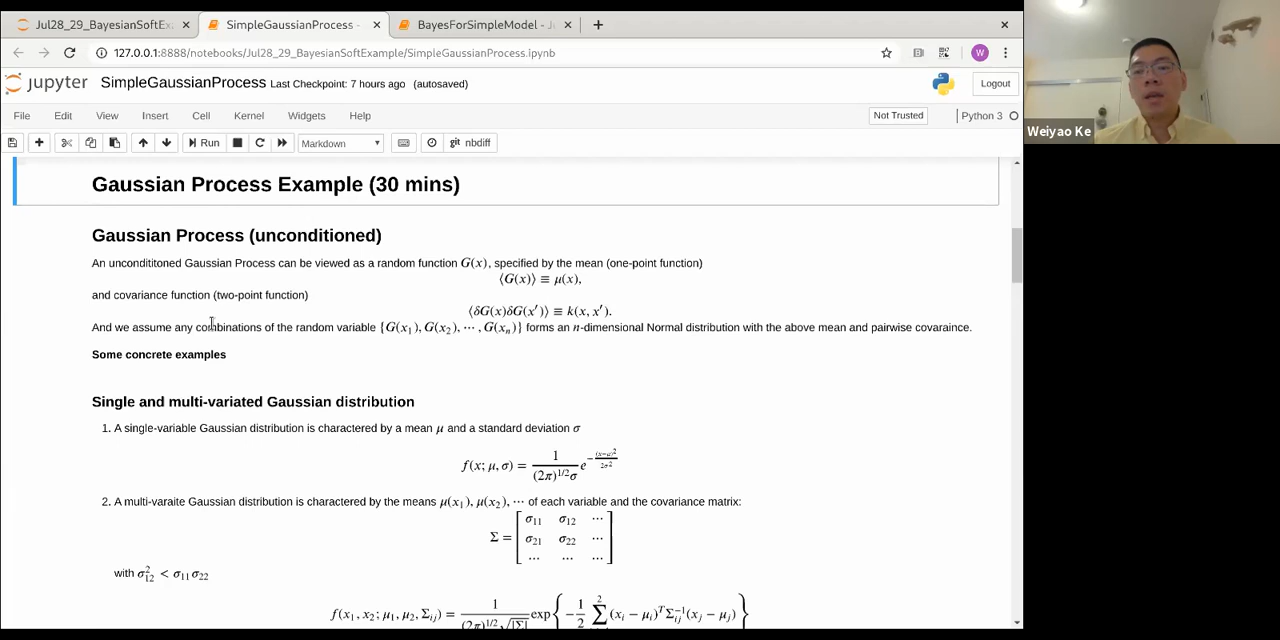 Jul28_29_BayesianSoftEx
SimpleGaussianProcess -
BayesForSimpleModel - J
127.0.0.1:8888/notebooks/Jul28_29_BayesianSoftExample/SimpleGaussianProcess.ipynb
W
jupyter SimpleGaussianProcess Last Checkpoint: 7 hours ago (autosaved)
Logout
File Edit View Insert Cell Kernel Widgets Help
Not Trusted
Python 3
Run
Markdown
git nbdiff
Weiyao Ke
Gaussian Process Example (30 mins)
Gaussian Process (unconditioned)
An uncondititoned Gaussian Process can be viewed as a random function G(x), specified by the mean (one-point function)
⟨G(x)⟩ ≡ μ(x),
and covariance function (two-point function)
⟨δG(x)δG(x′)⟩ ≡ k(x, x′).
And we assume any combinations of the random variable {G(x₁), G(x₂), ⋯ , G(xₙ)} forms an n-dimensional Normal distribution with the above mean and pairwise covaraince.
Some concrete examples
Single and multi-variated Gaussian distribution
1. A single-variable Gaussian distribution is charactered by a mean μ and a standard deviation σ
f(x; μ, σ) = 1/((2π)^{1/2}σ) e^{-(x-μ)²/2σ²}
2. A multi-varaite Gaussian distribution is charactered by the means μ(x₁), μ(x₂), ⋯ of each variable and the covariance matrix:
Σ = [ σ₁₁ σ₁₂ ⋯
σ₂₁ σ₂₂ ⋯
⋯ ⋯ ⋯ ]
with σ₁₂² < σ₁₁σ₂₂
f(x₁, x₂; μ₁, μ₂, Σᵢⱼ) = 1/((2π)^{1/2}√|Σ|) exp{ -1/2 Σ² (xᵢ − μᵢ)ᵀ Σᵢⱼ⁻¹ (xⱼ − μⱼ) }